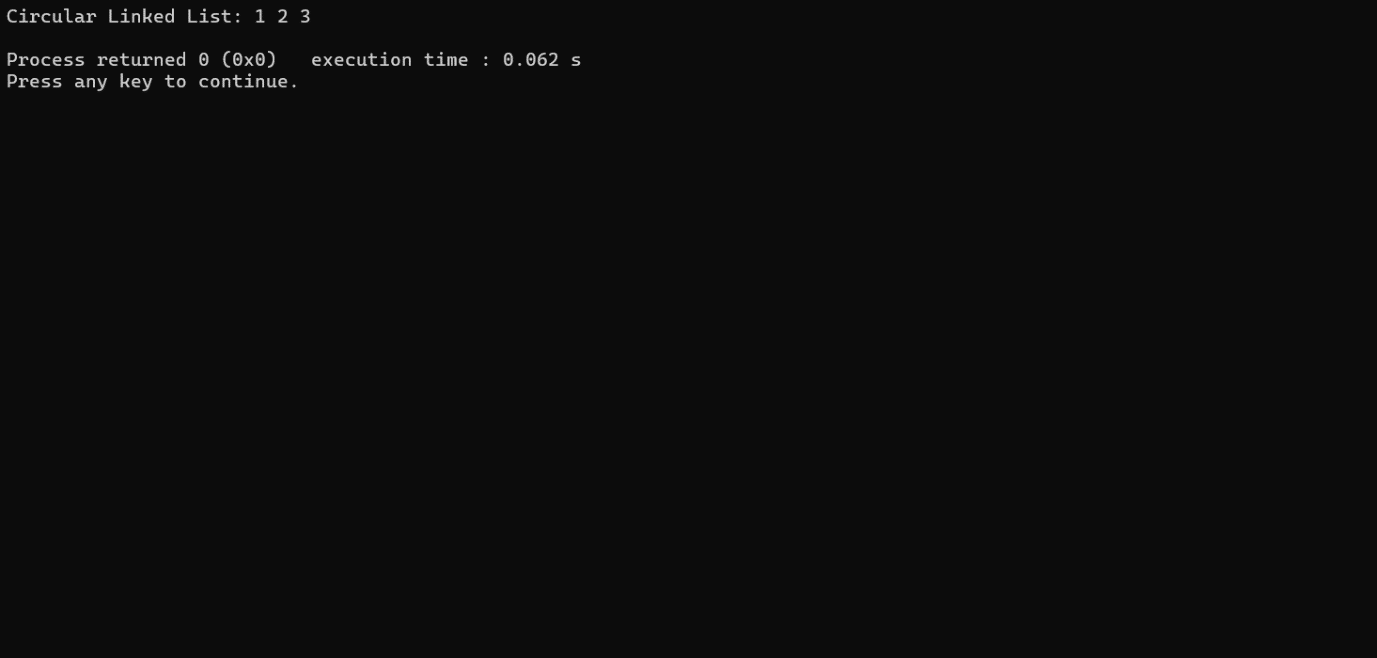 Circular Linked List: 1 2 3
Process returned 0 (0x0)   execution time : 0.062 s
Press any key to continue.